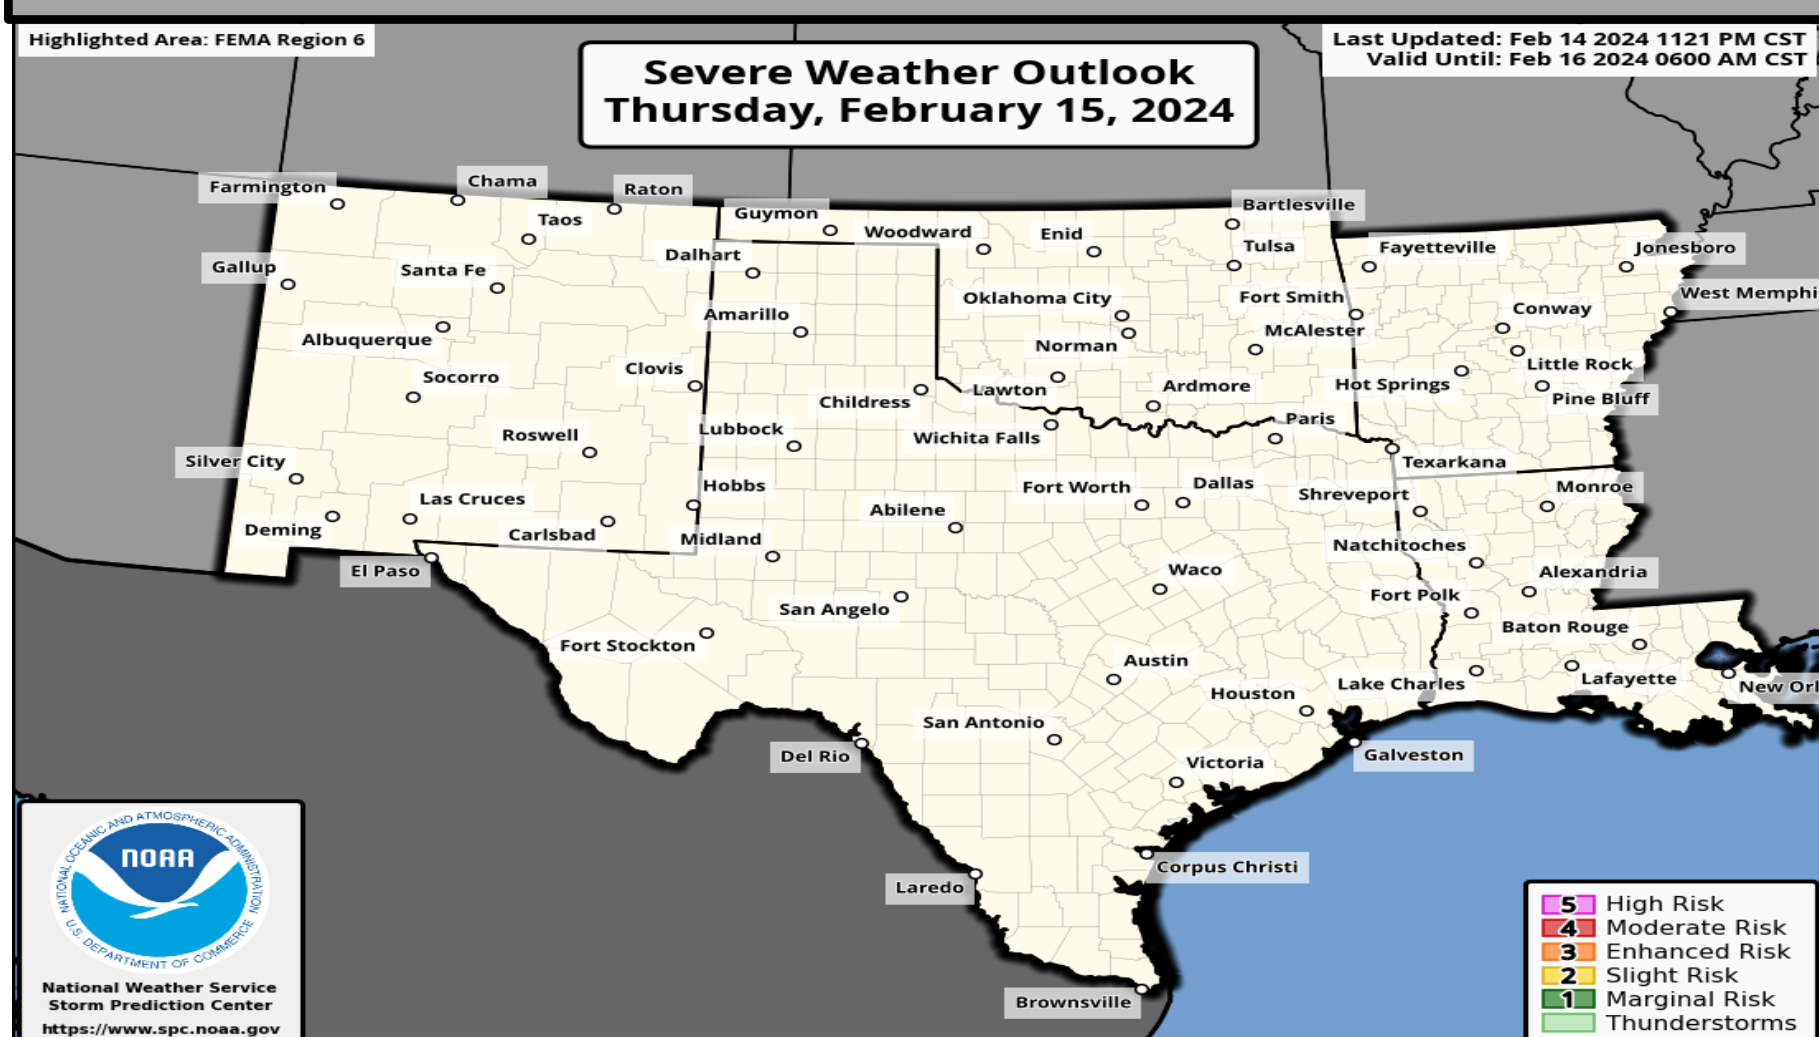 Highlighted Area: FEMA Region 6
Severe Weather Outlook
Thursday, February 15, 2024
Last Updated: Feb 14 2024 1121 PM CST
Valid Until: Feb 16 2024 0600 AM CST
Farmington
Chama
Raton
Taos
Guymon
Woodward
Enid
Bartlesville
Tulsa
Fayetteville
Jonesboro
Gallup
Santa Fe
Dalhart
Oklahoma City
Fort Smith
West Memphi
Albuquerque
Amarillo
Norman
McAlester
Conway
Socorro
Clovis
Childress
Lawton
Ardmore
Hot Springs
Little Rock
Pine Bluff
Roswell
Lubbock
Wichita Falls
Paris
Texarkana
Silver City
Las Cruces
Hobbs
Fort Worth
Dallas
Shreveport
Monroe
Deming
Carlsbad
Midland
Abilene
Natchitoches
El Paso
San Angelo
Waco
Fort Polk
Alexandria
Fort Stockton
Austin
Baton Rouge
Houston
Lake Charles
Lafayette
New Orl
San Antonio
Del Rio
Victoria
Galveston
Laredo
Corpus Christi
Brownsville
NATIONAL OCEANIC AND ATMOSPHERIC ADMINISTRATION
NOAA
U.S. DEPARTMENT OF COMMERCE
National Weather Service
Storm Prediction Center
https://www.spc.noaa.gov
5 High Risk
4 Moderate Risk
3 Enhanced Risk
2 Slight Risk
1 Marginal Risk
Thunderstorms